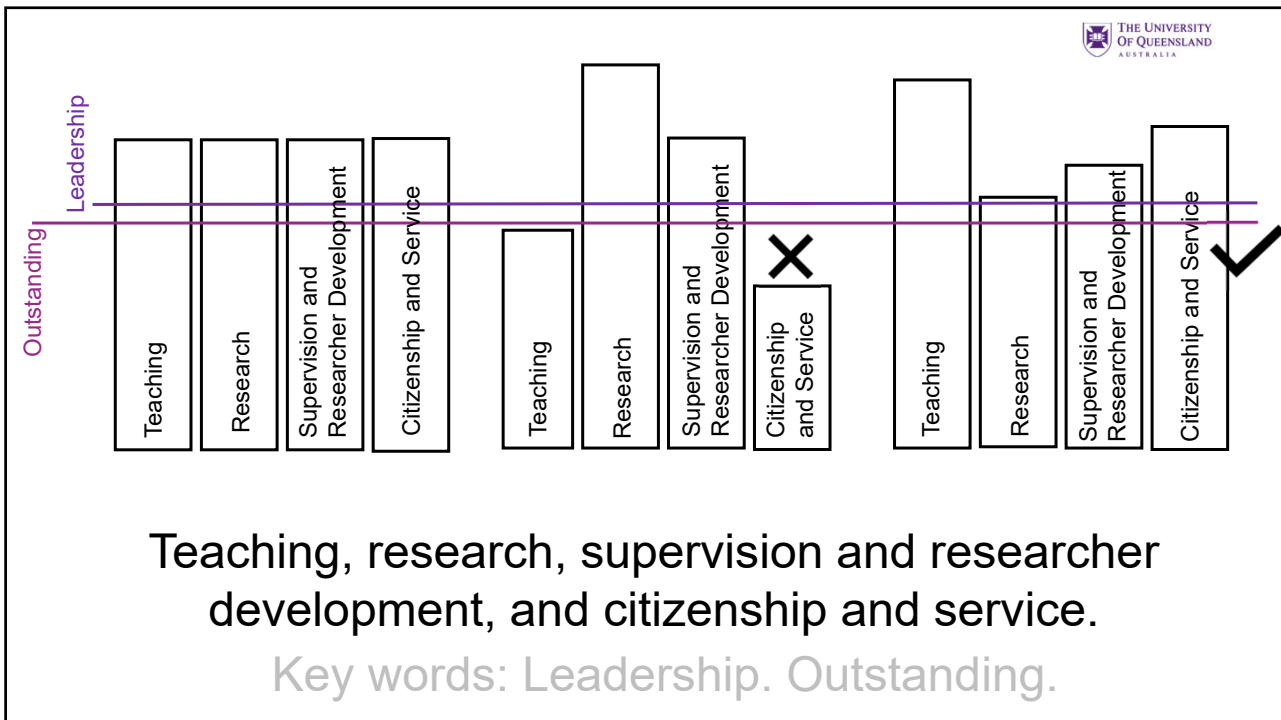 THE UNIVERSITY
OF QUEENSLAND
AUSTRALIA
Leadership
Outstanding
Teaching
Research
Supervision and
Researcher Development
Citizenship and Service
Teaching
Research
Supervision and
Researcher Development
Citizenship
and Service
Teaching
Research
Supervision and
Researcher Development
Citizenship and Service
Teaching, research, supervision and researcher
development, and citizenship and service.
Key words: Leadership. Outstanding.